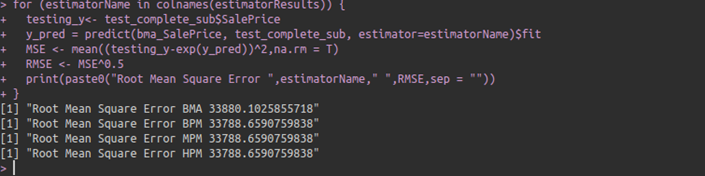 > for (estimatorName in colnames(estimatorResults)) {
+   testing_y<- test_complete_sub$SalePrice
+   y_pred = predict(bma_SalePrice, test_complete_sub, estimator=estimatorName)$fit
+   MSE <- mean((testing_y-exp(y_pred))^2,na.rm = T)
+   RMSE <- MSE^0.5
+   print(paste0("Root Mean Square Error ",estimatorName," ",RMSE,sep = ""))
+ }
[1] "Root Mean Square Error BMA 33880.1025855718"
[1] "Root Mean Square Error BPM 33788.6590759838"
[1] "Root Mean Square Error MPM 33788.6590759838"
[1] "Root Mean Square Error HPM 33788.6590759838"
>